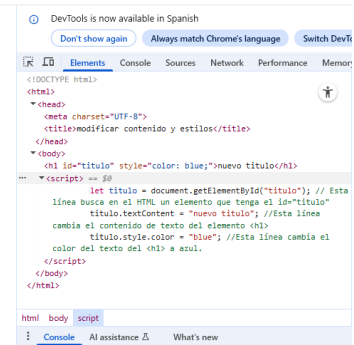 DevTools is now available in Spanish
Don't show again Always match Chrome's language Switch DevTo
Elements Console Sources Network Performance Memory
<!DOCTYPE html>
<html>
<head>
<meta charset="UTF-8">
<title>modificar contenido y estilos</title>
</head>
<body>
<h1 id="titulo" style="color: blue;">nuevo titulo</h1>
<script> == $0
let titulo = document.getElementById("titulo"); // Esta
línea busca en el HTML un elemento que tenga el id="titulo"
titulo.textContent = "nuevo titulo"; //Esta línea
cambia el contenido de texto del elemento <h1>
titulo.style.color = "blue"; //Esta línea cambia el
color del texto del <h1> a azul.
</script>
</body>
</html>
html body script
Console AI assistance What's new